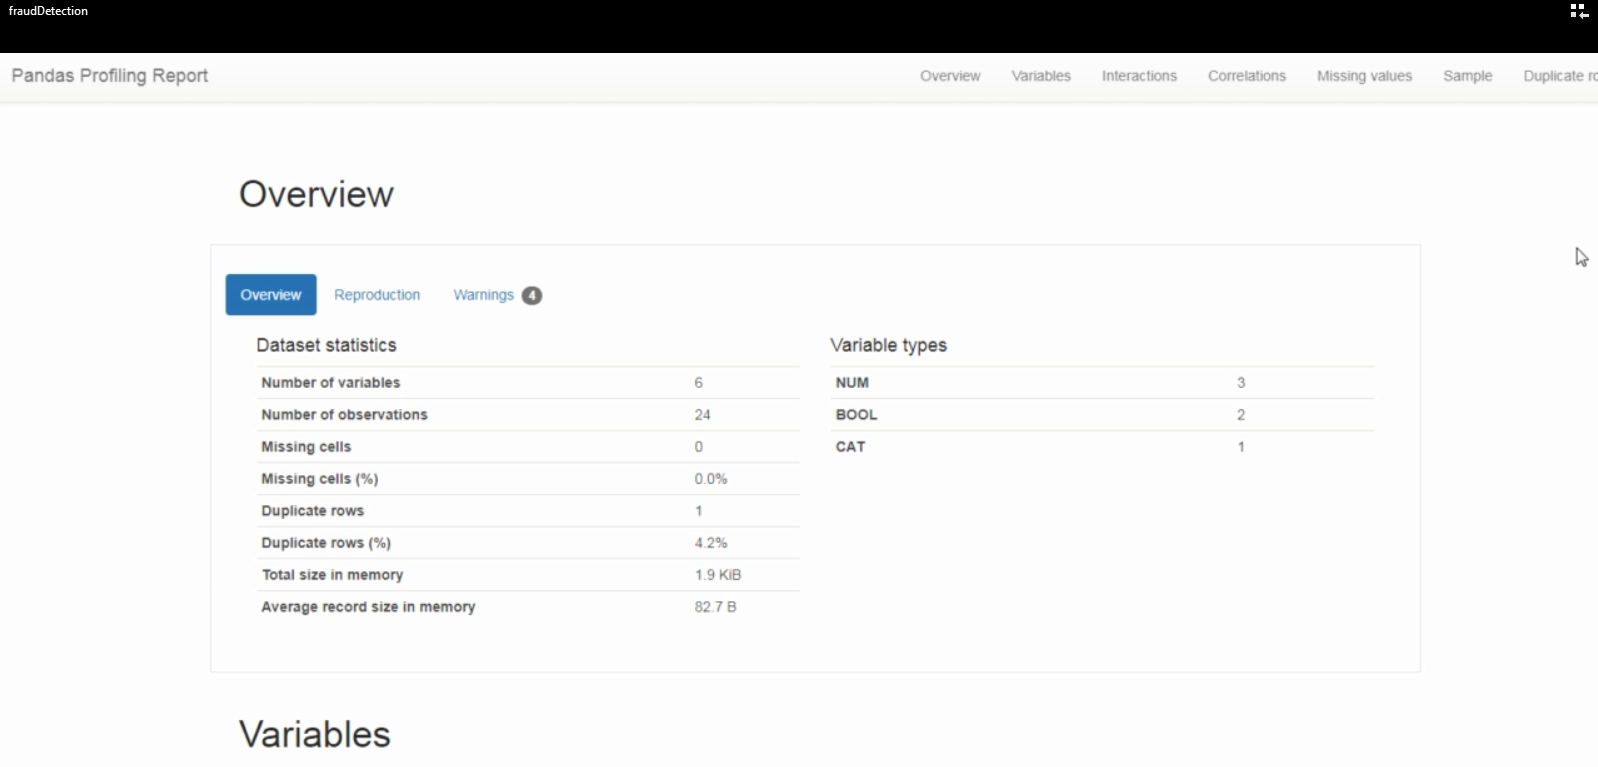 fraudDetection
Pandas Profiling Report
Overview Variables Interactions Correlations Missing values Sample Duplicate ro
Overview
Overview Reproduction Warnings 4
Dataset statistics
Number of variables 6
Number of observations 24
Missing cells 0
Missing cells (%) 0.0%
Duplicate rows 1
Duplicate rows (%) 4.2%
Total size in memory 1.9 KiB
Average record size in memory 82.7 B
Variable types
NUM 3
BOOL 2
CAT 1
Variables